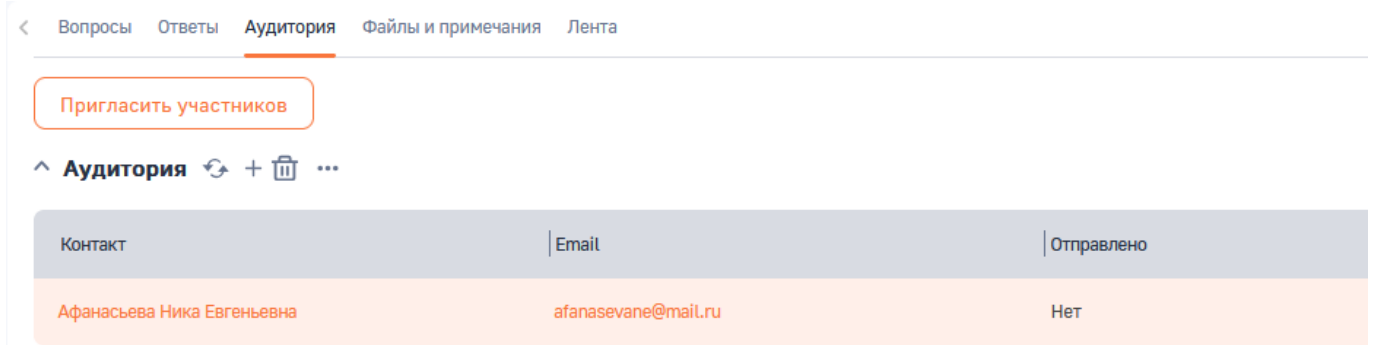 Вопросы Ответы Аудитория Файлы и примечания Лента
Пригласить участников
Аудитория
Контакт Email Отправлено
Афанасьева Ника Евгеньевна afanasevane@mail.ru Нет